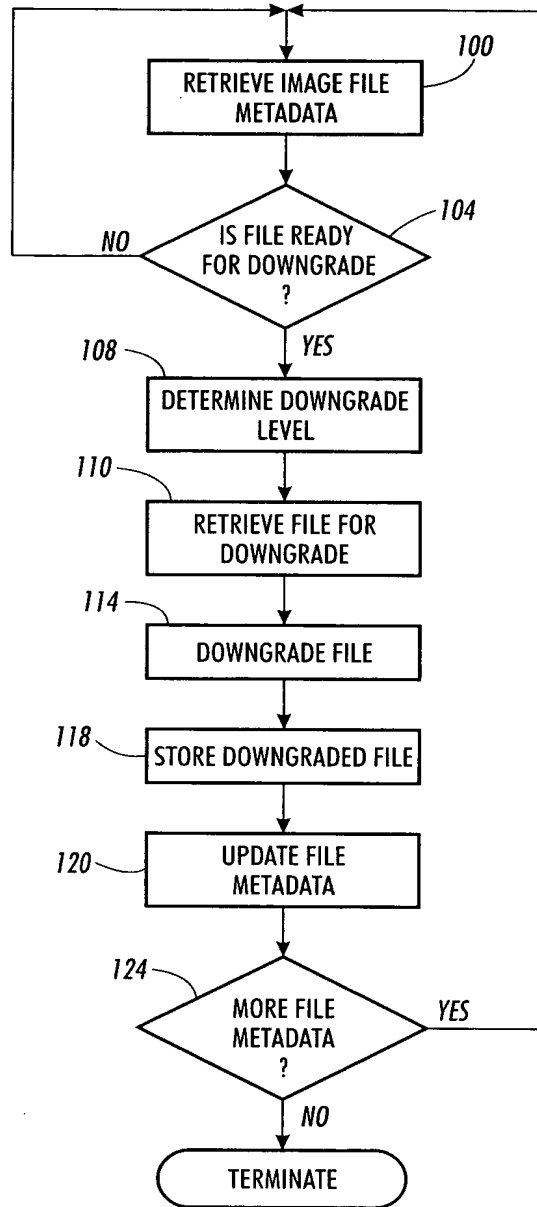 100
RETRIEVE IMAGE FILE
METADATA
104
IS FILE READY
FOR DOWNGRADE
?
NO
YES
108
DETERMINE DOWNGRADE
LEVEL
110
RETRIEVE FILE FOR
DOWNGRADE
114
DOWNGRADE FILE
118
STORE DOWNGRADED FILE
120
UPDATE FILE
METADATA
124
MORE FILE
METADATA
?
YES
NO
TERMINATE